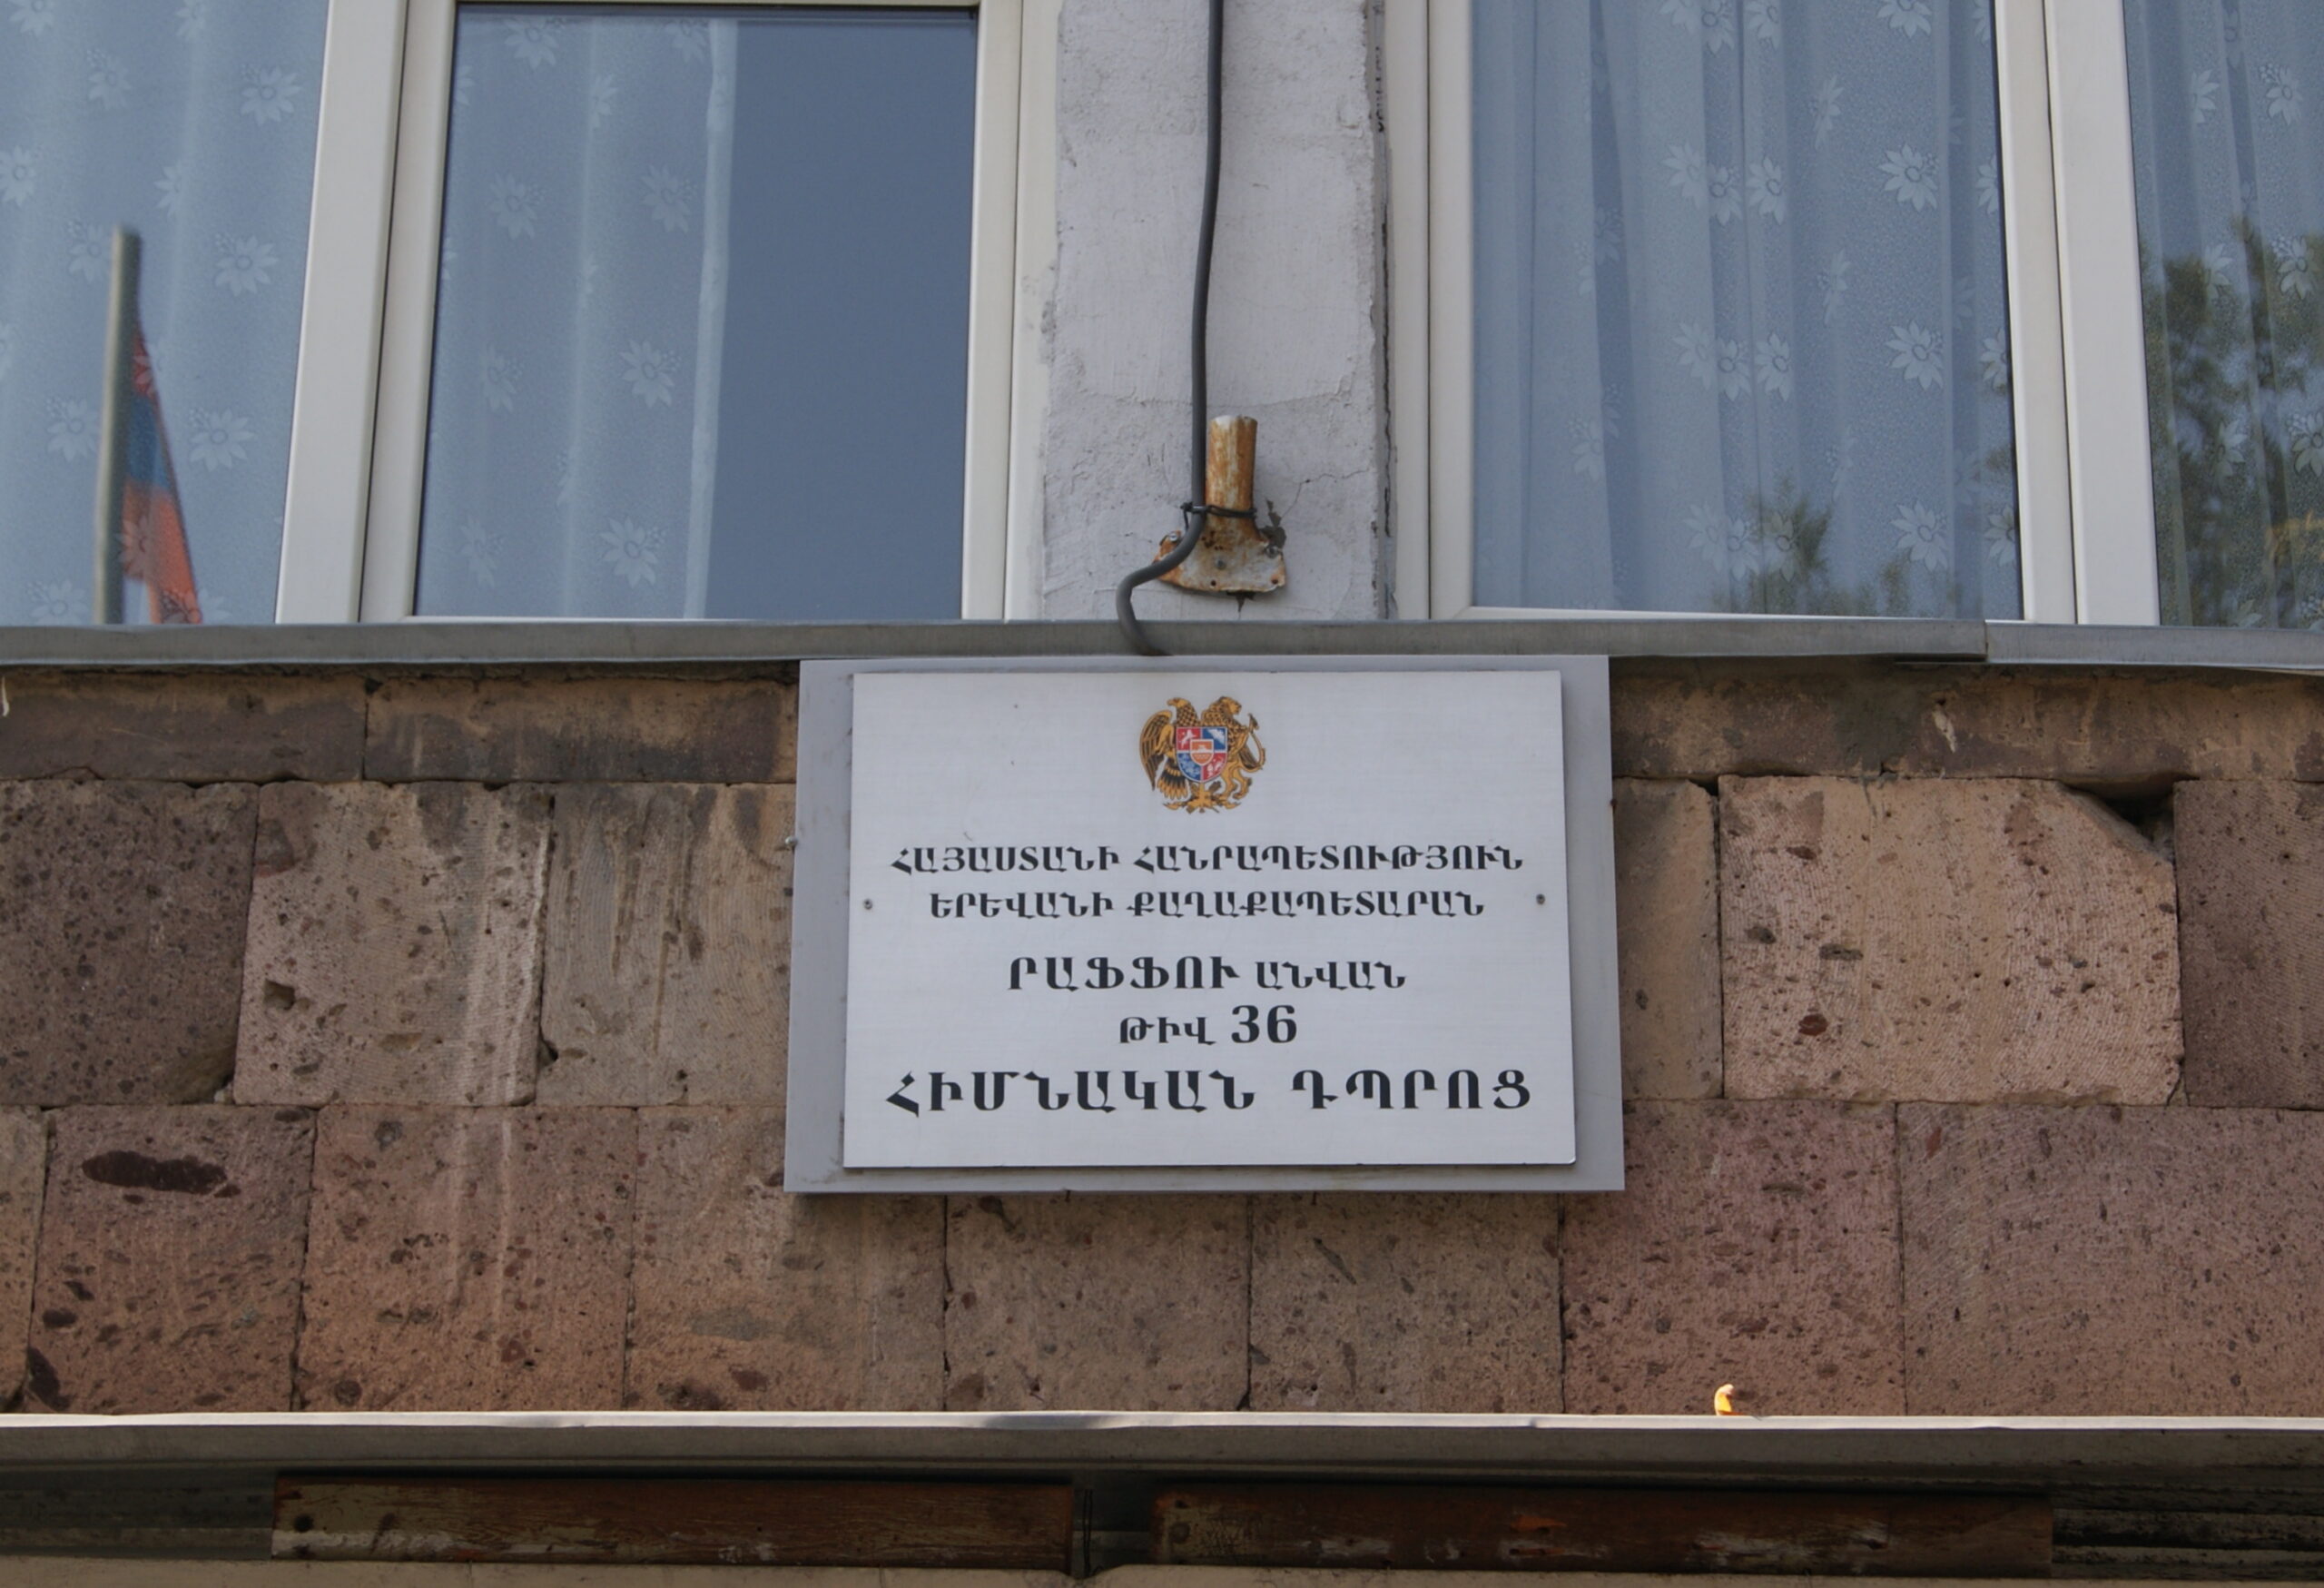 ՀԱՅԱՍՏԱՆԻ ՀԱՆՐԱՊԵՏՈՒԹՅՈՒՆ
ԵՐԵՎԱՆԻ ՔԱՂԱՔԱՊԵՏԱՐԱՆ
ՐԱՖՖՈՒ ԱՆՎԱՆ
ԹԻՎ 36
ՀԻՄՆԱԿԱՆ ԴՊՐՈՑ